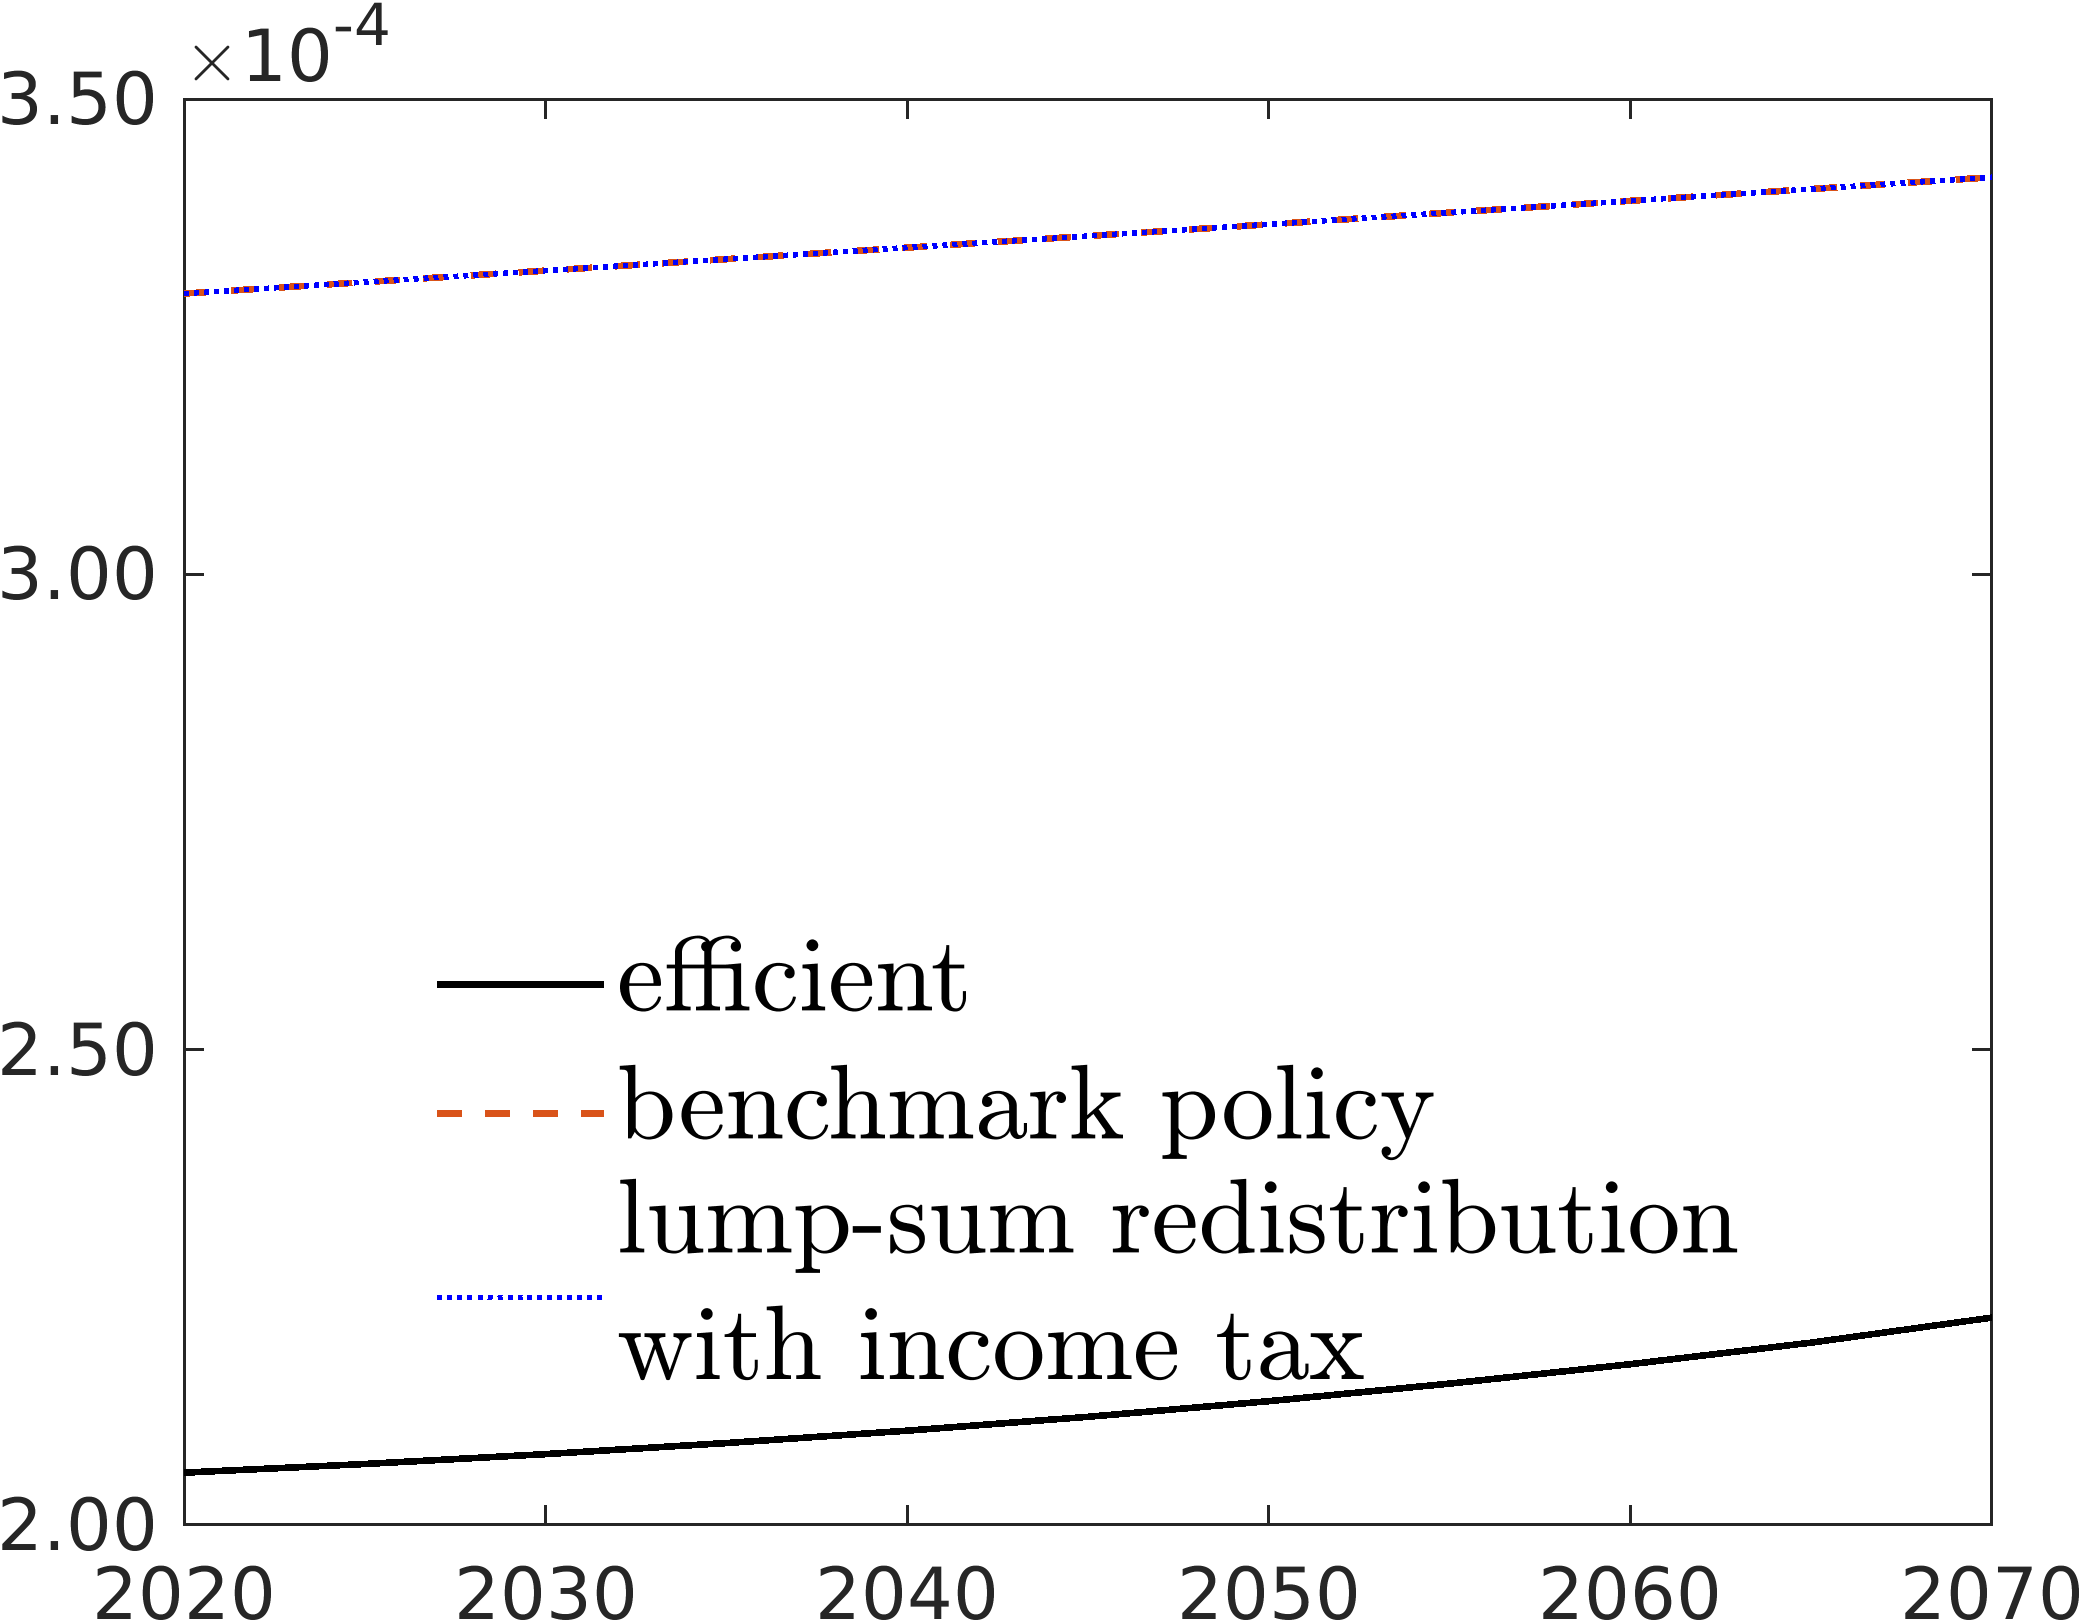 ×10-4
3.50
3.00
2.50
2.00
efficient
benchmark policy
lump-sum redistribution
with income tax
2020 2030 2040 2050 2060 2070